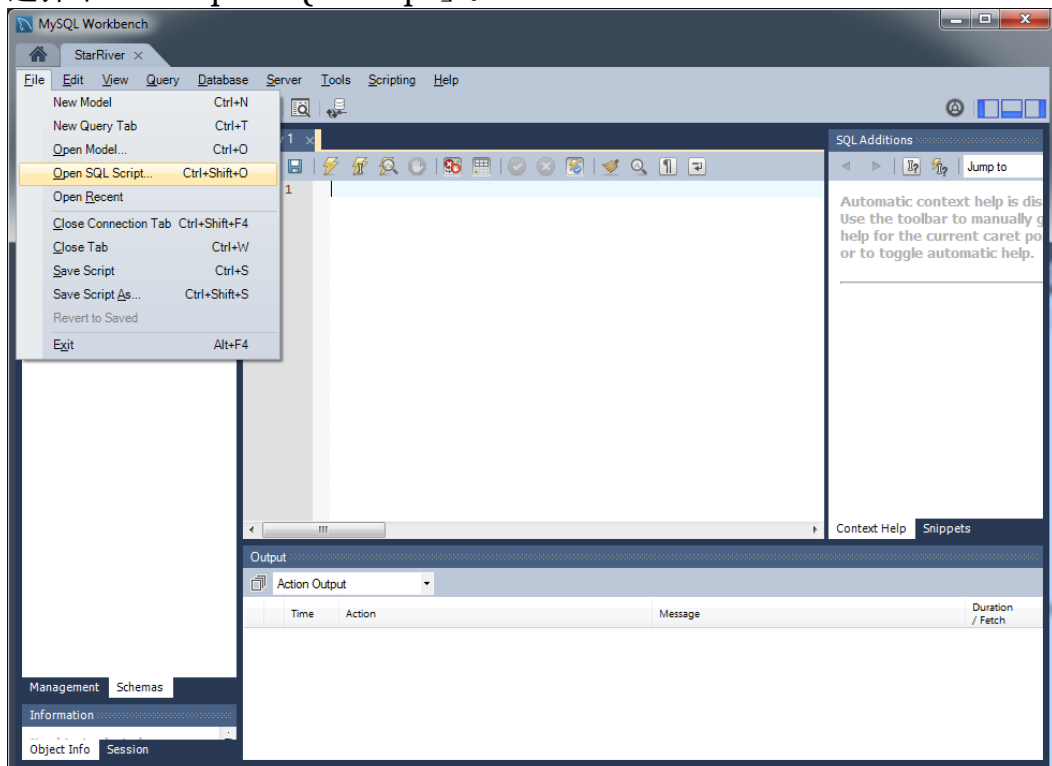 MySQL Workbench
StarRiver
File Edit View Query Database Server Tools Scripting Help
New Model Ctrl+N
New Query Tab Ctrl+T
Open Model... Ctrl+O
Open SQL Script... Ctrl+Shift+O
Open Recent
Close Connection Tab Ctrl+Shift+F4
Close Tab Ctrl+W
Save Script Ctrl+S
Save Script As... Ctrl+Shift+S
Revert to Saved
Exit Alt+F4
1
1
SQL Additions
Jump to
Automatic context help is dis
Use the toolbar to manually g
help for the current caret po
or to toggle automatic help.
Context Help Snippets
Output
Action Output
Time Action Message Duration
/ Fetch
Management Schemas
Information
Object Info Session